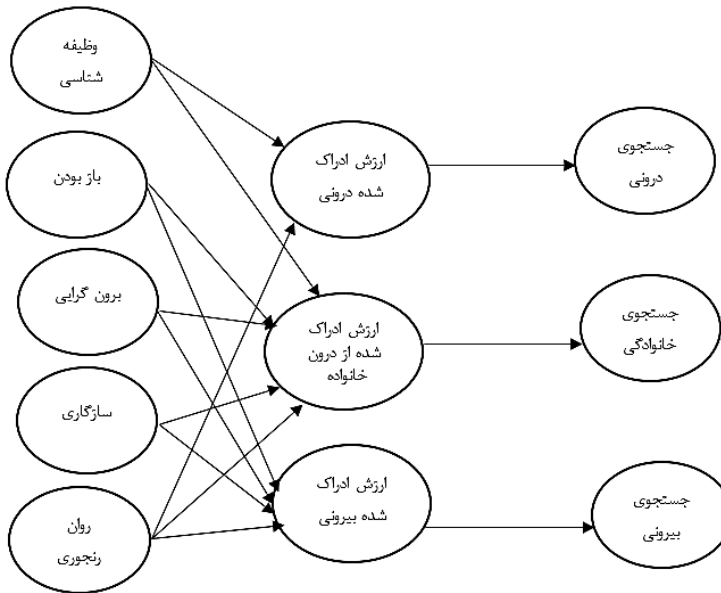 وظیفه
شناسی
باز بودن
برون گرایی
سازگاری
روان
رنجوری
ارزش ادراک
شده درونی
ارزش ادراک
شده از درون
خانواده
ارزش ادراک
شده بیرونی
جستجوی
درونی
جستجوی
خانوادگی
جستجوی
بیرونی